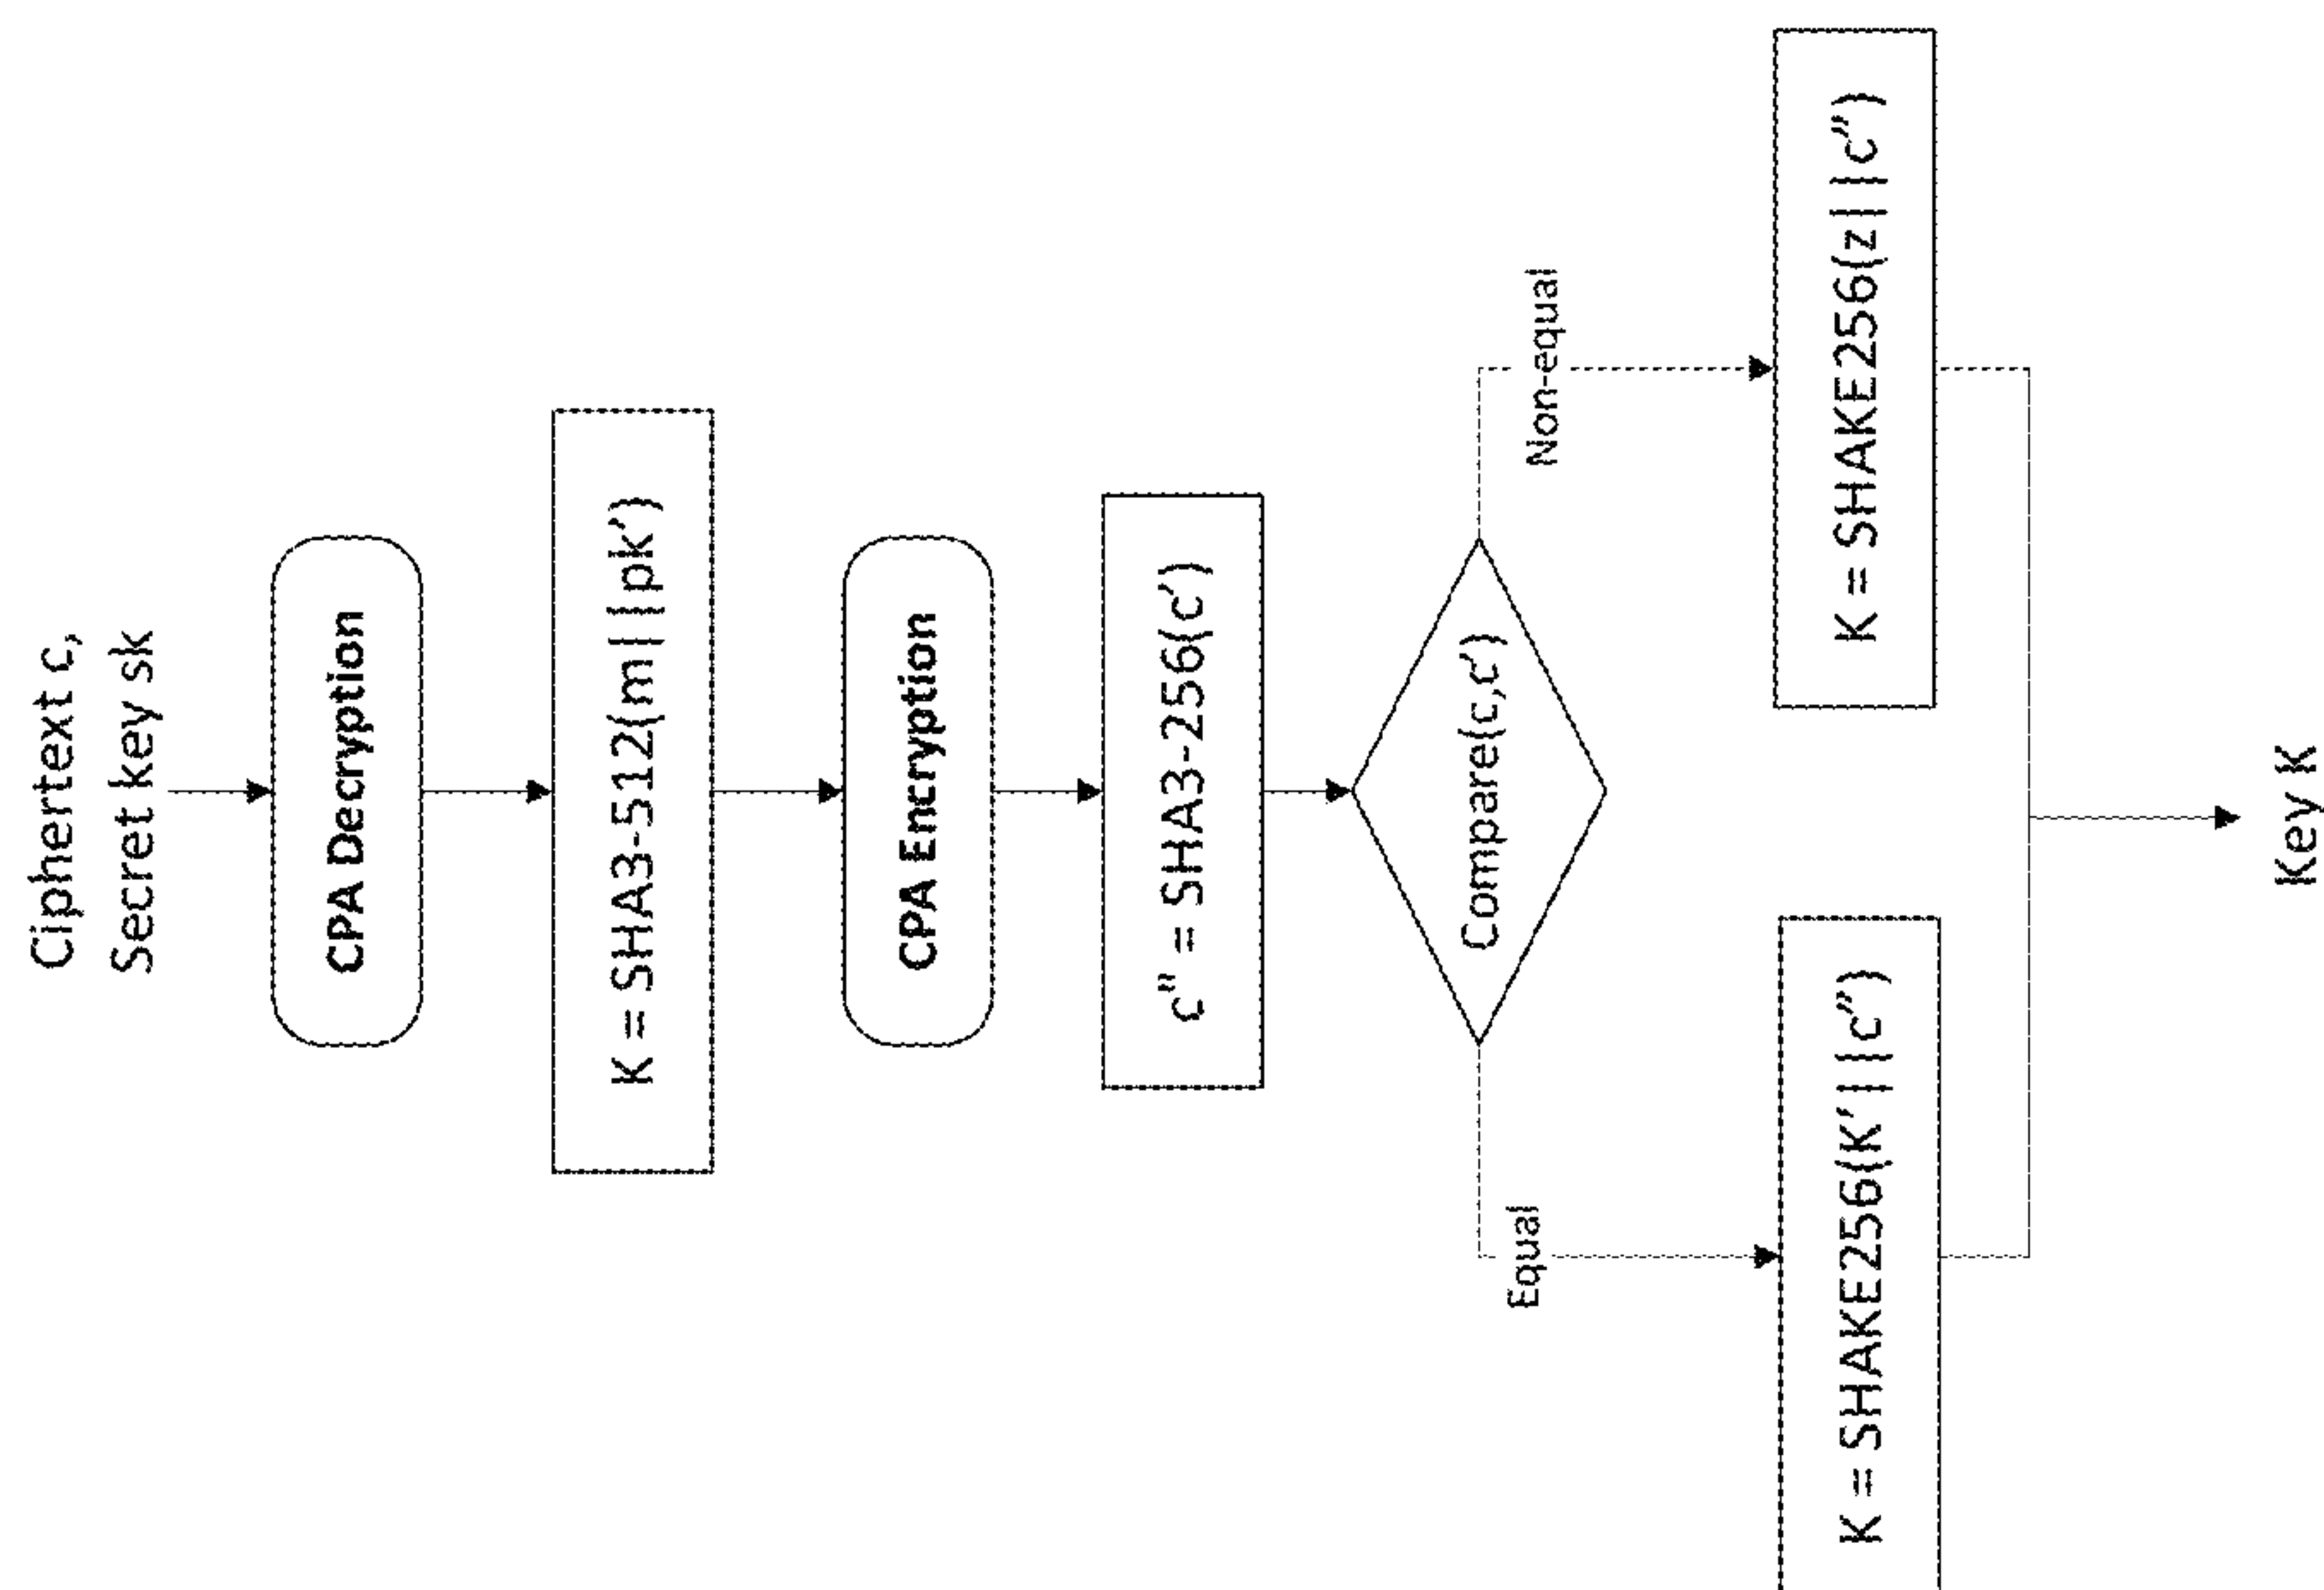 Ciphertext c,
Secret key sk
CPA Decryption
K = SHA3-512(m||pk')
CPA Encryption
c'' = SHA3-256(c')
Compare(c,c')
Equal
Non-equal
K = SHAKE256(K'||c'')
K = SHAKE256(z||c'')
Key K